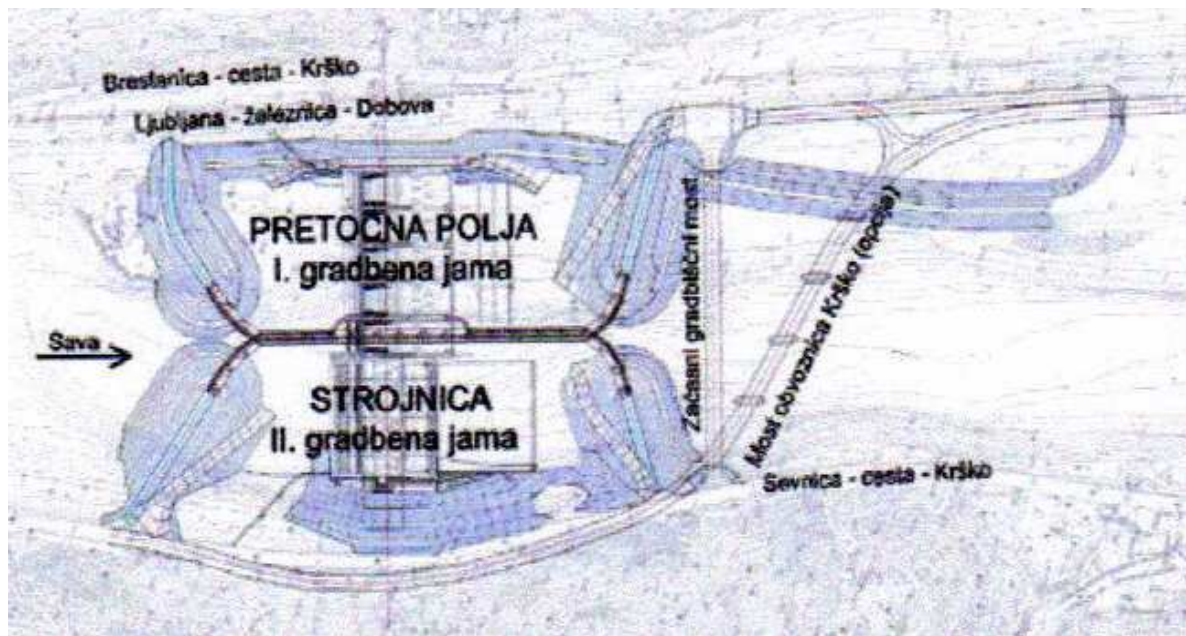 Brestanica - cesta - Krško
Ljubljana - železnica - Dobova
PRETOČNA POLJA
I. gradbena jama
Sava
STROJNICA
II. gradbena jama
Začasni gradbiščni most
Most obvoznica Krško (opcija)
Sevnica - cesta - Krško